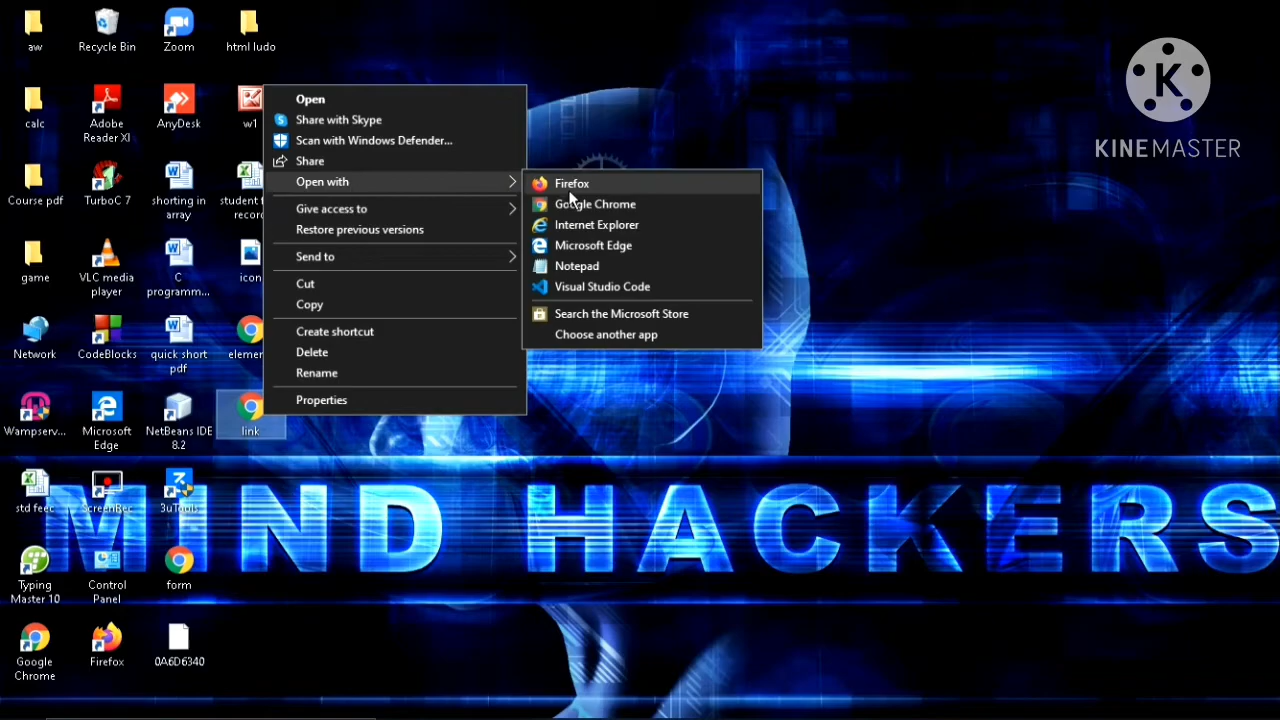 aw
Recycle Bin
Zoom
html ludo
calc
Adobe
Reader XI
AnyDesk
w1
Course pdf
TurboC 7
shorting in
array
student f
record
game
VLC media
player
C
programm...
icon
Network
CodeBlocks
quick short
pdf
elemen
Wampserv...
Microsoft
Edge
NetBeans IDE
8.2
link
std feec
ScreenRec
3uTools
Typing
Master 10
Control
Panel
form
Google
Chrome
Firefox
0A6D6340
Open
Share with Skype
Scan with Windows Defender...
Share
Open with
Give access to
Restore previous versions
Send to
Cut
Copy
Create shortcut
Delete
Rename
Properties
Firefox
Google Chrome
Internet Explorer
Microsoft Edge
Notepad
Visual Studio Code
Search the Microsoft Store
Choose another app
K
KINEMASTER
MIND HACKERS